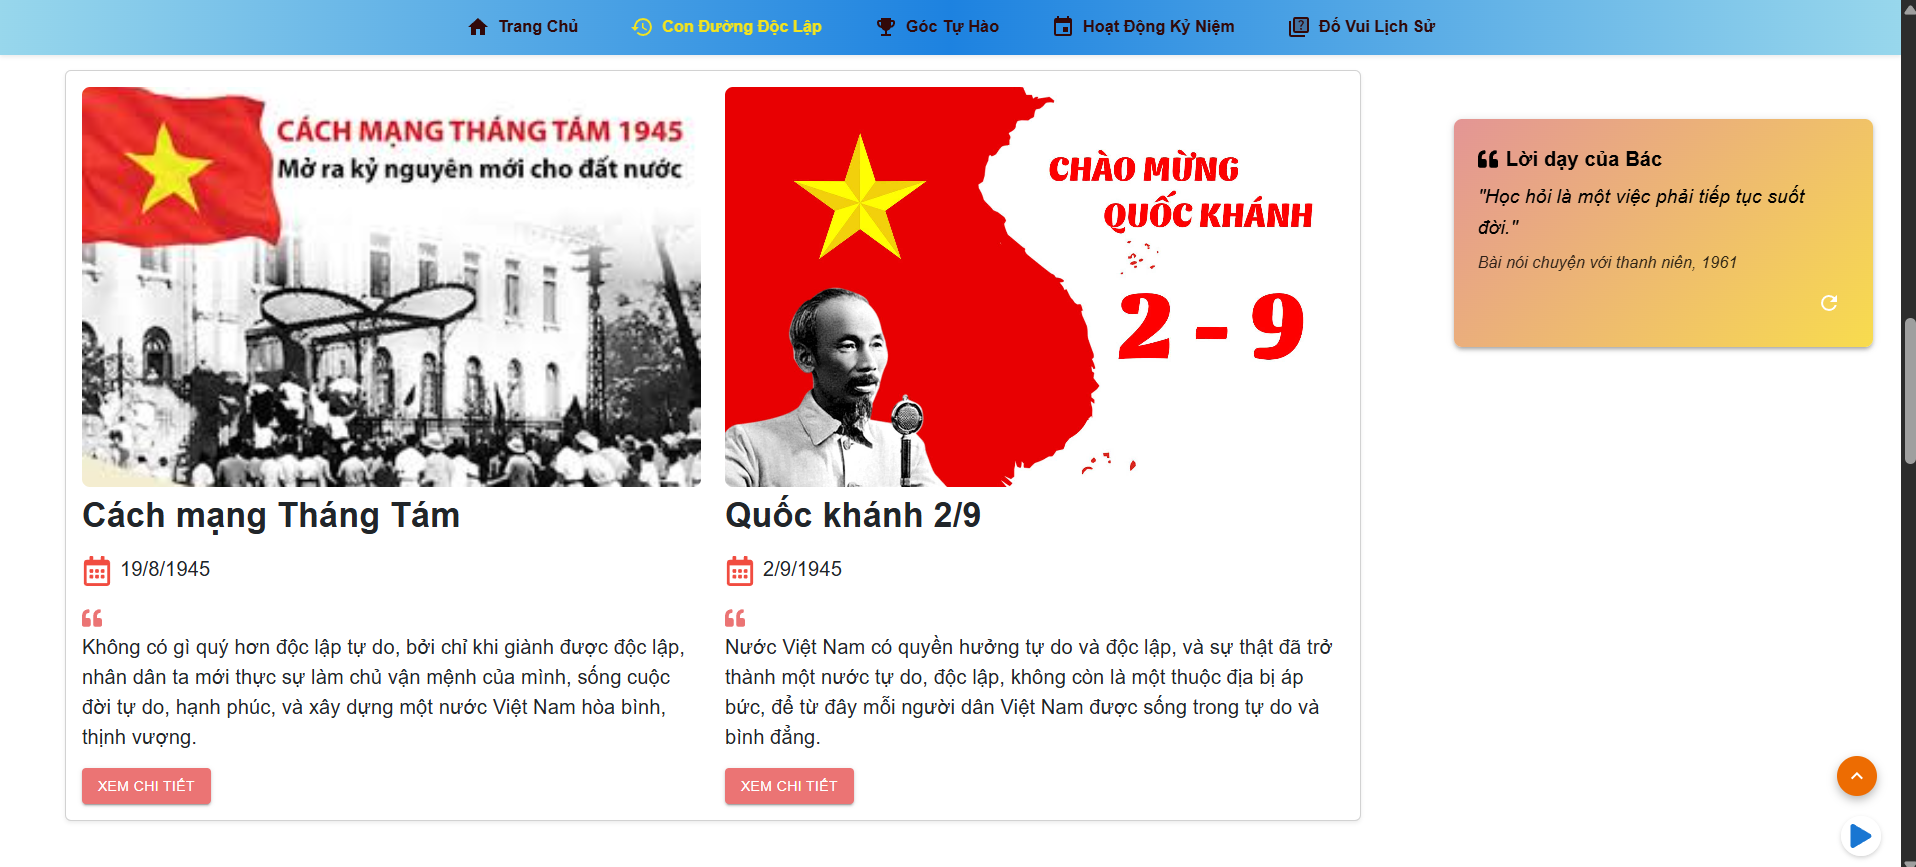 Trang Chủ
Con Đường Độc Lập
Góc Tự Hào
Hoạt Động Kỷ Niệm
Đố Vui Lịch Sử
CÁCH MẠNG THÁNG TÁM 1945
Mở ra kỷ nguyên mới cho đất nước
Cách mạng Tháng Tám
19/8/1945
Không có gì quý hơn độc lập tự do, bởi chỉ khi giành được độc lập,
nhân dân ta mới thực sự làm chủ vận mệnh của mình, sống cuộc
đời tự do, hạnh phúc, và xây dựng một nước Việt Nam hòa bình,
thịnh vượng.
XEM CHI TIẾT
CHÀO MỪNG
QUỐC KHÁNH
2 - 9
Quốc khánh 2/9
2/9/1945
Nước Việt Nam có quyền hưởng tự do và độc lập, và sự thật đã trở
thành một nước tự do, độc lập, không còn là một thuộc địa bị áp
bức, để từ đây mỗi người dân Việt Nam được sống trong tự do và
bình đẳng.
XEM CHI TIẾT
Lời dạy của Bác
"Học hỏi là một việc phải tiếp tục suốt
đời."
Bài nói chuyện với thanh niên, 1961